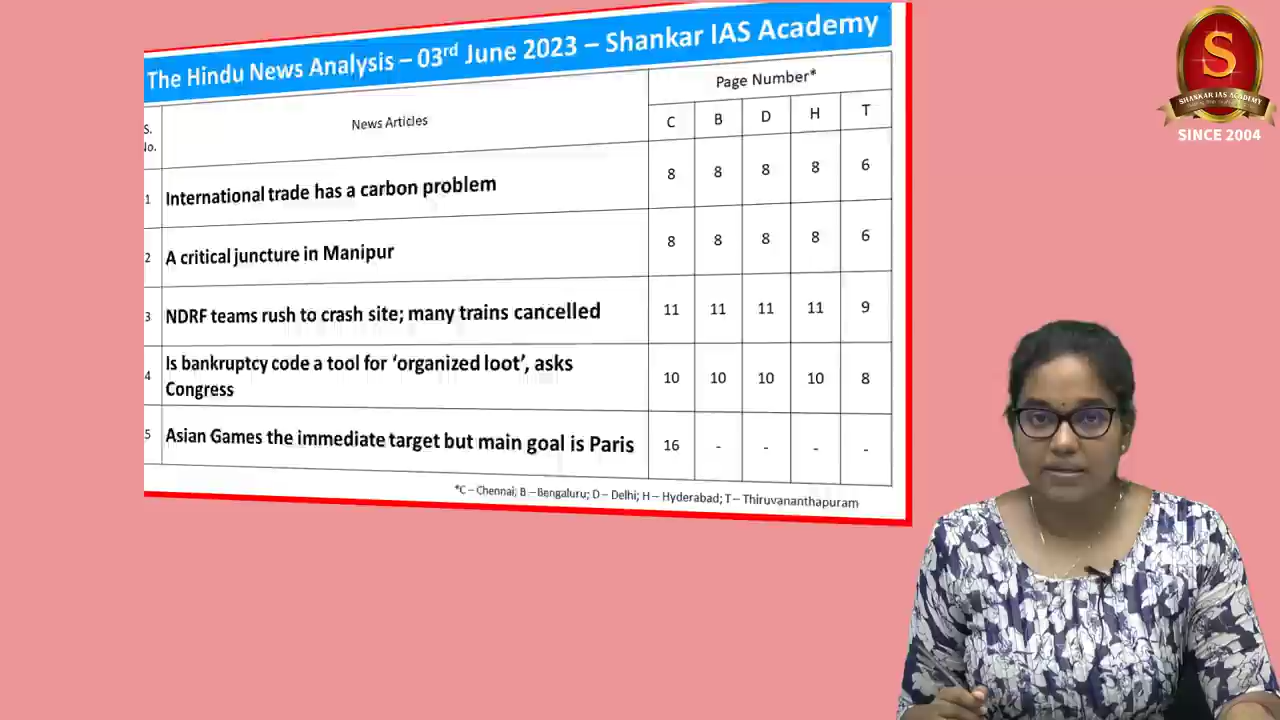 The Hindu News Analysis – 03rd June 2023 – Shankar IAS Academy
S. No.
News Articles
Page Number*
C B D H T
1 International trade has a carbon problem 8 8 8 8 6
2 A critical juncture in Manipur 8 8 8 8 6
3 NDRF teams rush to crash site; many trains cancelled 11 11 11 11 9
4 Is bankruptcy code a tool for ‘organized loot’, asks
Congress 10 10 10 10 8
5 Asian Games the immediate target but main goal is Paris 16 - - - -
*C – Chennai; B – Bengaluru; D – Delhi; H – Hyderabad; T – Thiruvananthapuram
S
SHANKAR IAS ACADEMY
SINCE 2004